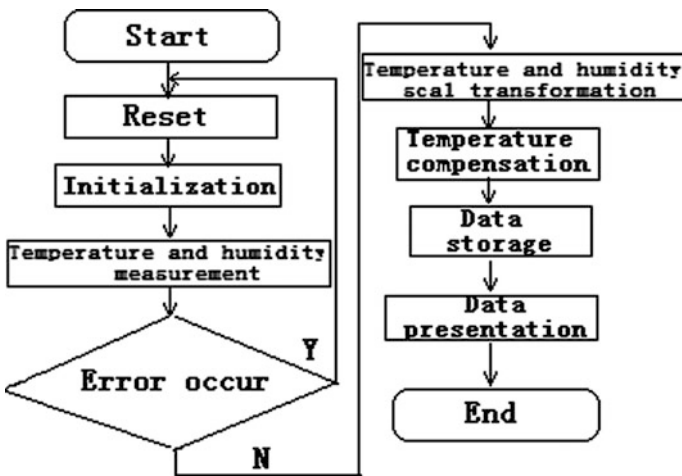 Start
Reset
Initialization
Temperature and humidity
measurement
Error occur
Y
N
Temperature and humidity
scal transformation
Temperature
compensation
Data
storage
Data
presentation
End